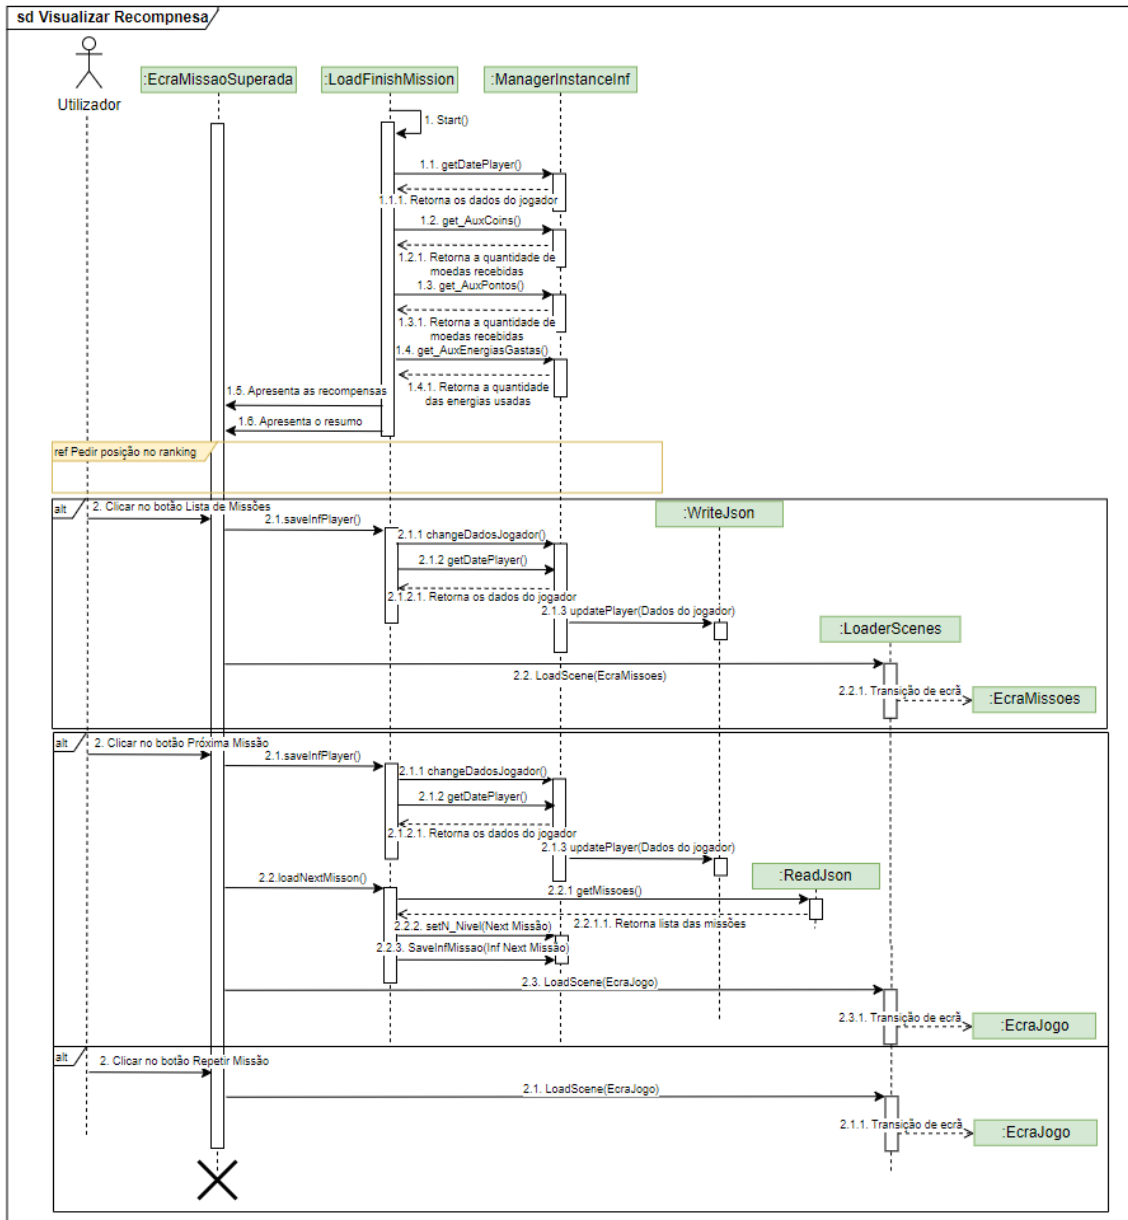 sd Visualizar Recompnesa
Utilizador
:EcraMissaoSuperada
:LoadFinishMission
:ManagerInstanceInf
1. Start()
1.1. getDatePlayer()
1.1.1. Retorna os dados do jogador
1.2. get_AuxCoins()
1.2.1. Retorna a quantidade de
moedas recebidas
1.3. get_AuxPontos()
1.3.1. Retorna a quantidade de
moedas recebidas
1.4. get_AuxEnergiasGastas()
1.4.1. Retorna a quantidade
das energias usadas
1.5. Apresenta as recompensas
1.6. Apresenta o resumo
ref Pedir posição no ranking
alt
2. Clicar no botão Lista de Missões
:WriteJson
2.1.saveInfPlayer()
2.1.1 changeDadosJogador()
2.1.2 getDatePlayer()
2.1.2.1. Retorna os dados do jogador
2.1.3 updatePlayer(Dados do jogador)
:LoaderScenes
2.2. LoadScene(EcraMissoes)
2.2.1. Transição de ecrã
:EcraMissoes
alt
2. Clicar no botão Próxima Missão
2.1.saveInfPlayer()
2.1.1 changeDadosJogador()
2.1.2 getDatePlayer()
2.1.2.1. Retorna os dados do jogador
2.1.3 updatePlayer(Dados do jogador)
:ReadJson
2.2.loadNextMisson()
2.2.1 getMissoes()
2.2.1.1. Retorna lista das missões
2.2.2. setN_Nivel(Next Missão)
2.2.3. SaveInfMissao(Inf Next Missão)
2.3. LoadScene(EcraJogo)
2.3.1. Transição de ecrã
:EcraJogo
alt
2. Clicar no botão Repetir Missão
2.1. LoadScene(EcraJogo)
2.1.1. Transição de ecrã
:EcraJogo